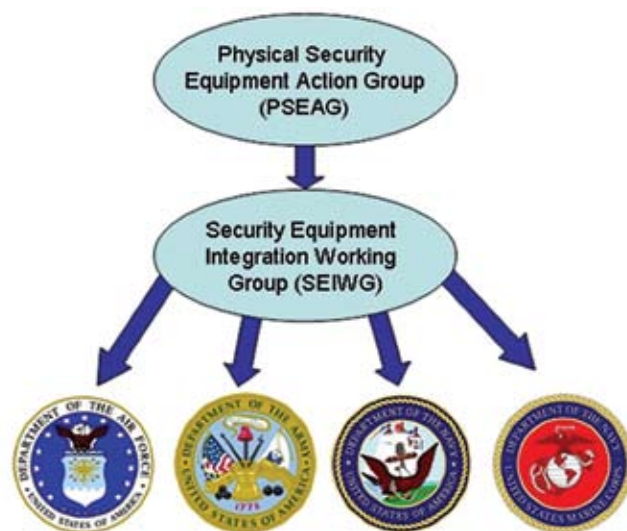 Physical Security
Equipment Action Group
(PSEAG)
Security Equipment
Integration Working
Group (SEIWG)
DEPARTMENT OF THE AIR FORCE
UNITED STATES OF AMERICA
DEPARTMENT OF THE ARMY
1775
UNITED STATES OF AMERICA
DEPARTMENT OF THE NAVY
UNITED STATES OF AMERICA
DEPARTMENT OF THE NAVY
UNITED STATES MARINE CORPS